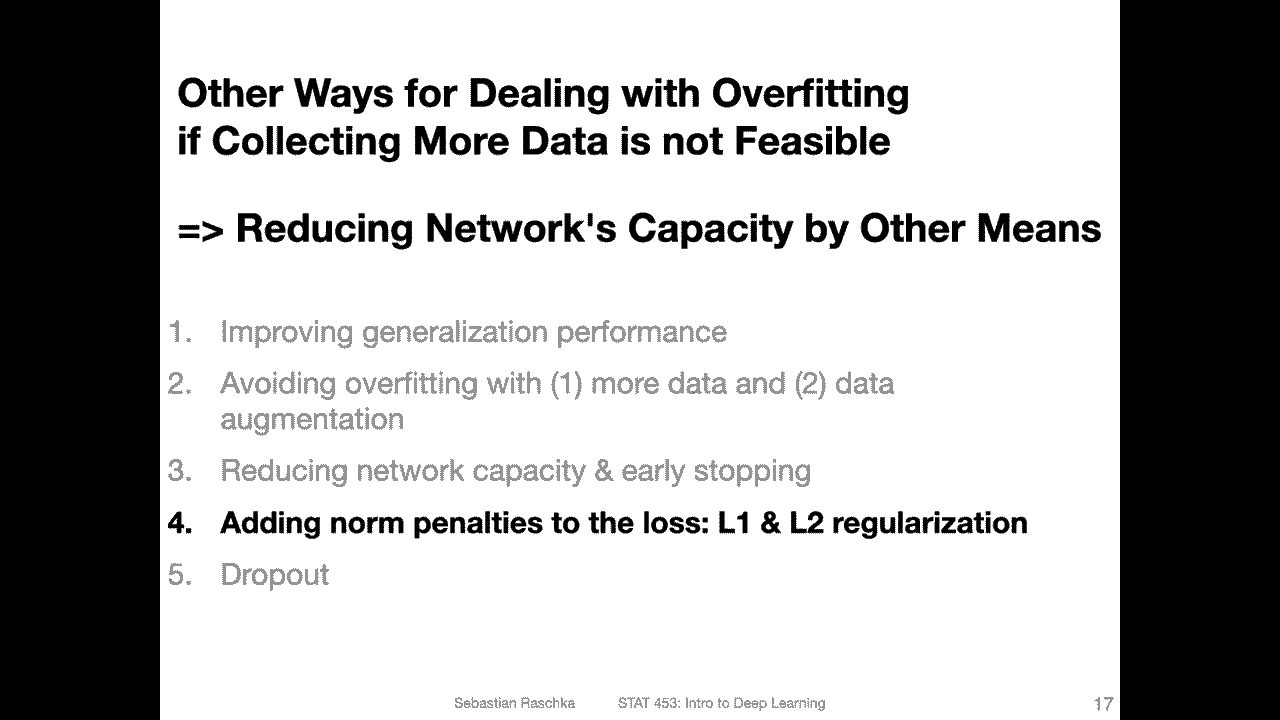 Other Ways for Dealing with Overfitting
if Collecting More Data is not Feasible
=> Reducing Network's Capacity by Other Means
1. Improving generalization performance
2. Avoiding overfitting with (1) more data and (2) data
augmentation
3. Reducing network capacity & early stopping
4. Adding norm penalties to the loss: L1 & L2 regularization
5. Dropout
Sebastian Raschka STAT 453: Intro to Deep Learning 17